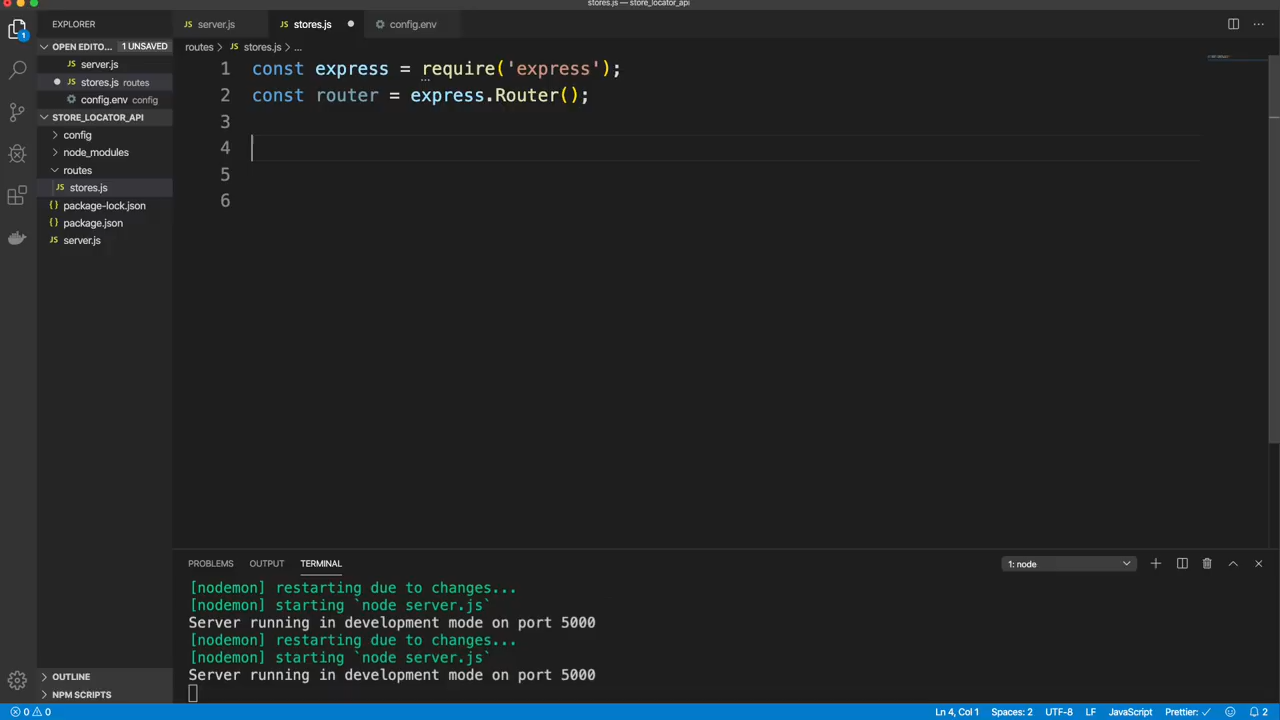 stores.js — store_locator_api
EXPLORER
JS server.js
JS stores.js
config.env
OPEN EDITO... 1 UNSAVED
JS server.js
JS stores.js routes
config.env config
STORE_LOCATOR_API
config
node_modules
routes
JS stores.js
{} package-lock.json
{} package.json
JS server.js
OUTLINE
NPM SCRIPTS
1
routes > JS stores.js > ...
1 const express = require('express');
2 const router = express.Router();
3
4
5
6
PROBLEMS OUTPUT TERMINAL
1: node
[nodemon] restarting due to changes...
[nodemon] starting `node server.js`
Server running in development mode on port 5000
[nodemon] restarting due to changes...
[nodemon] starting `node server.js`
Server running in development mode on port 5000
0 0
Ln 4, Col 1 Spaces: 2 UTF-8 LF JavaScript Prettier: ✓ 2